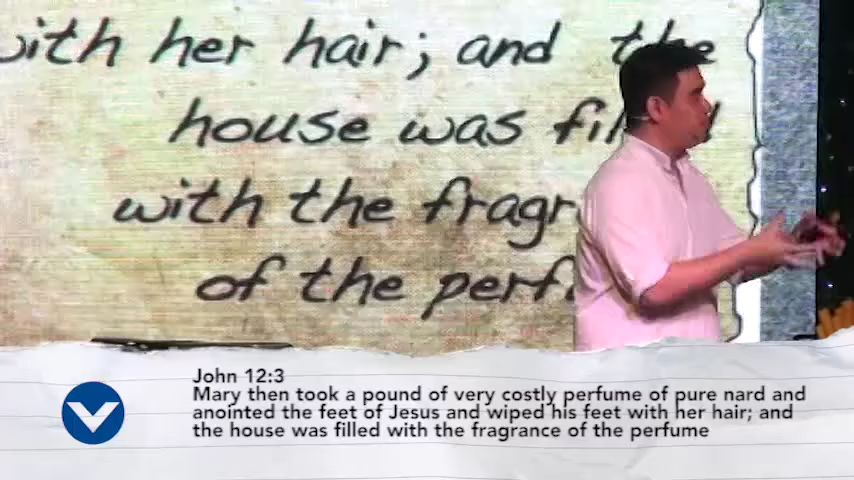 with her hair; and the
house was
with the
of the
John 12:3
Mary then took a pound of very costly perfume of pure nard and
anointed the feet of Jesus and wiped his feet with her hair; and
the house was filled with the fragrance of the perfume